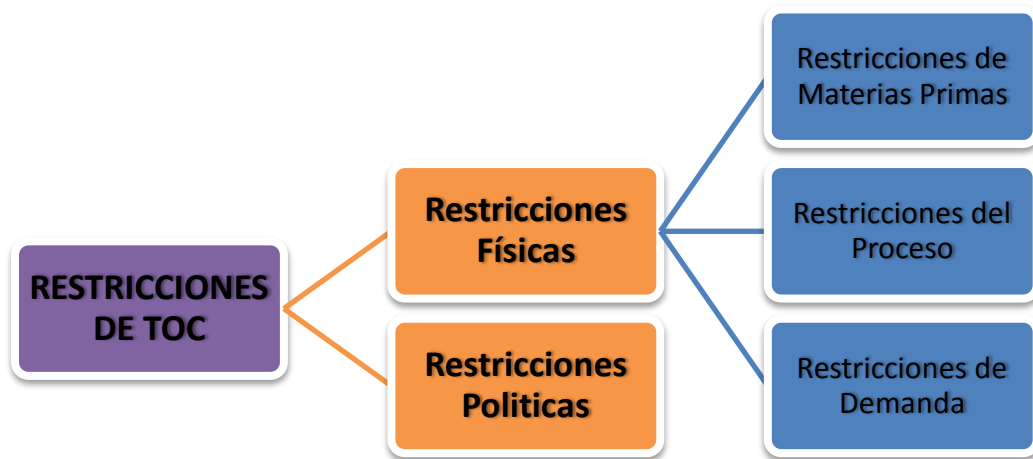 RESTRICCIONES
DE TOC
Restricciones
Físicas
Restricciones
Politicas
Restricciones de
Materias Primas
Restricciones del
Proceso
Restricciones de
Demanda